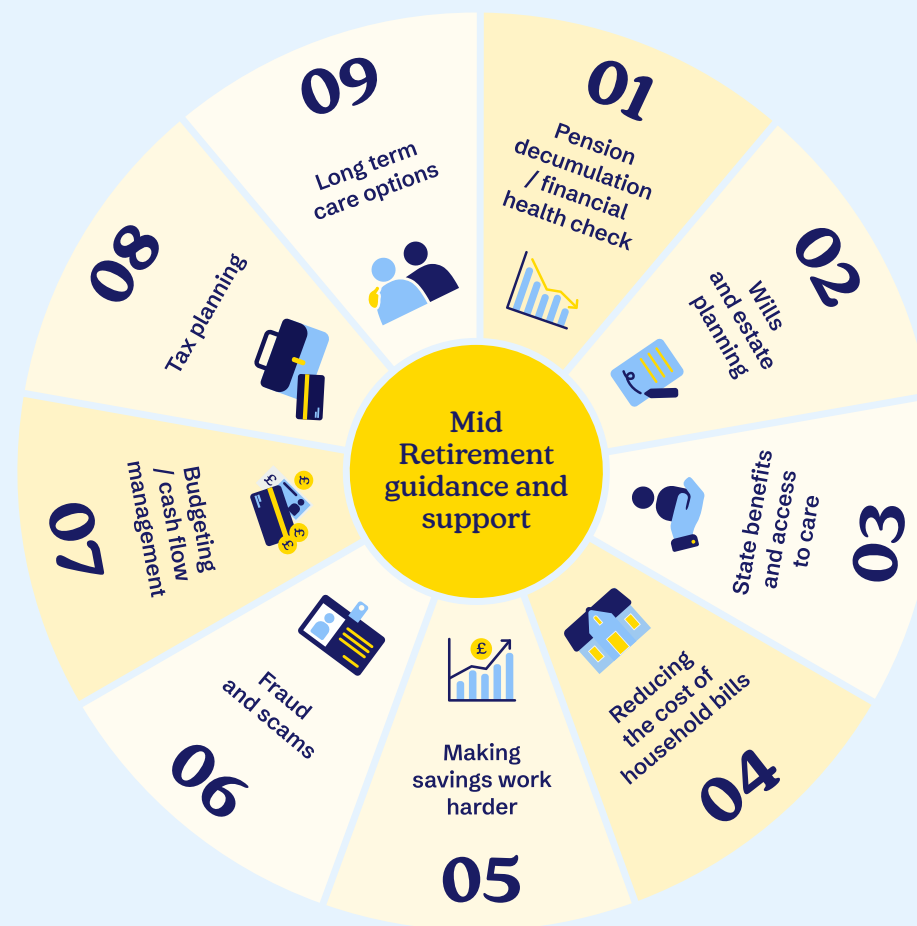 Mid
Retirement
guidance and
support
01
Pension
decumulation
/ financial
health check
02
Wills
and estate
planning
03
State benefits
and access
to care
04
Reducing
the cost of
household bills
05
£
Making
savings work
harder
06
Fraud
and scams
07
Budgeting
/ cash flow
management
£
£
£
£
08
Tax planning
09
Long term
care options